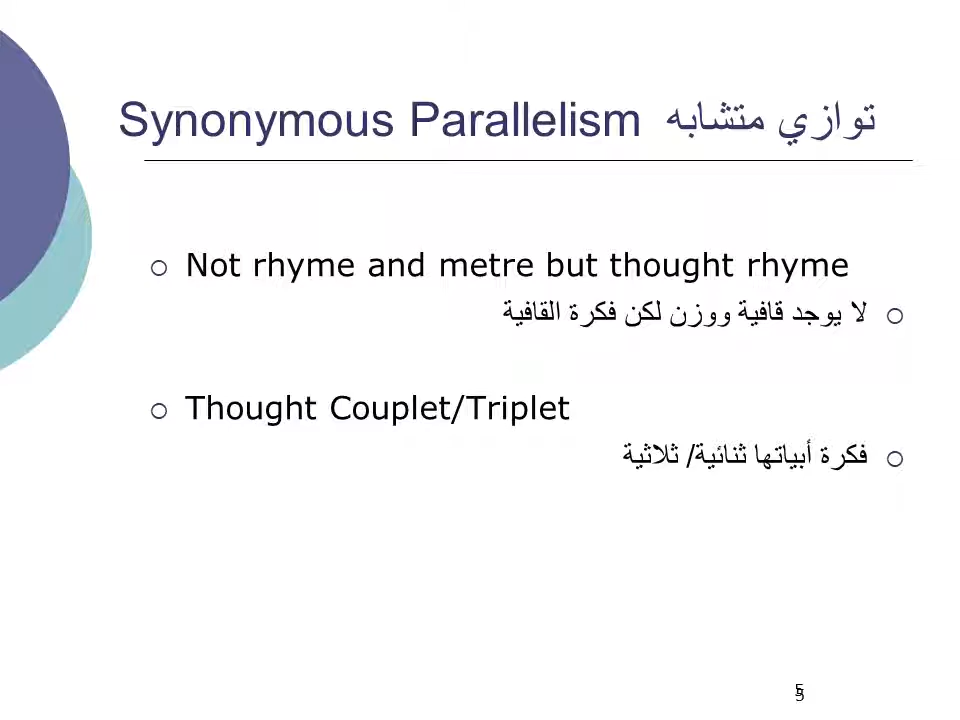 Synonymous Parallelism توازي متشابه
Not rhyme and metre but thought rhyme
لا يوجد قافية ووزن لكن فكرة القافية
Thought Couplet/Triplet
فكرة أبياتها ثنائية/ ثلاثية
5